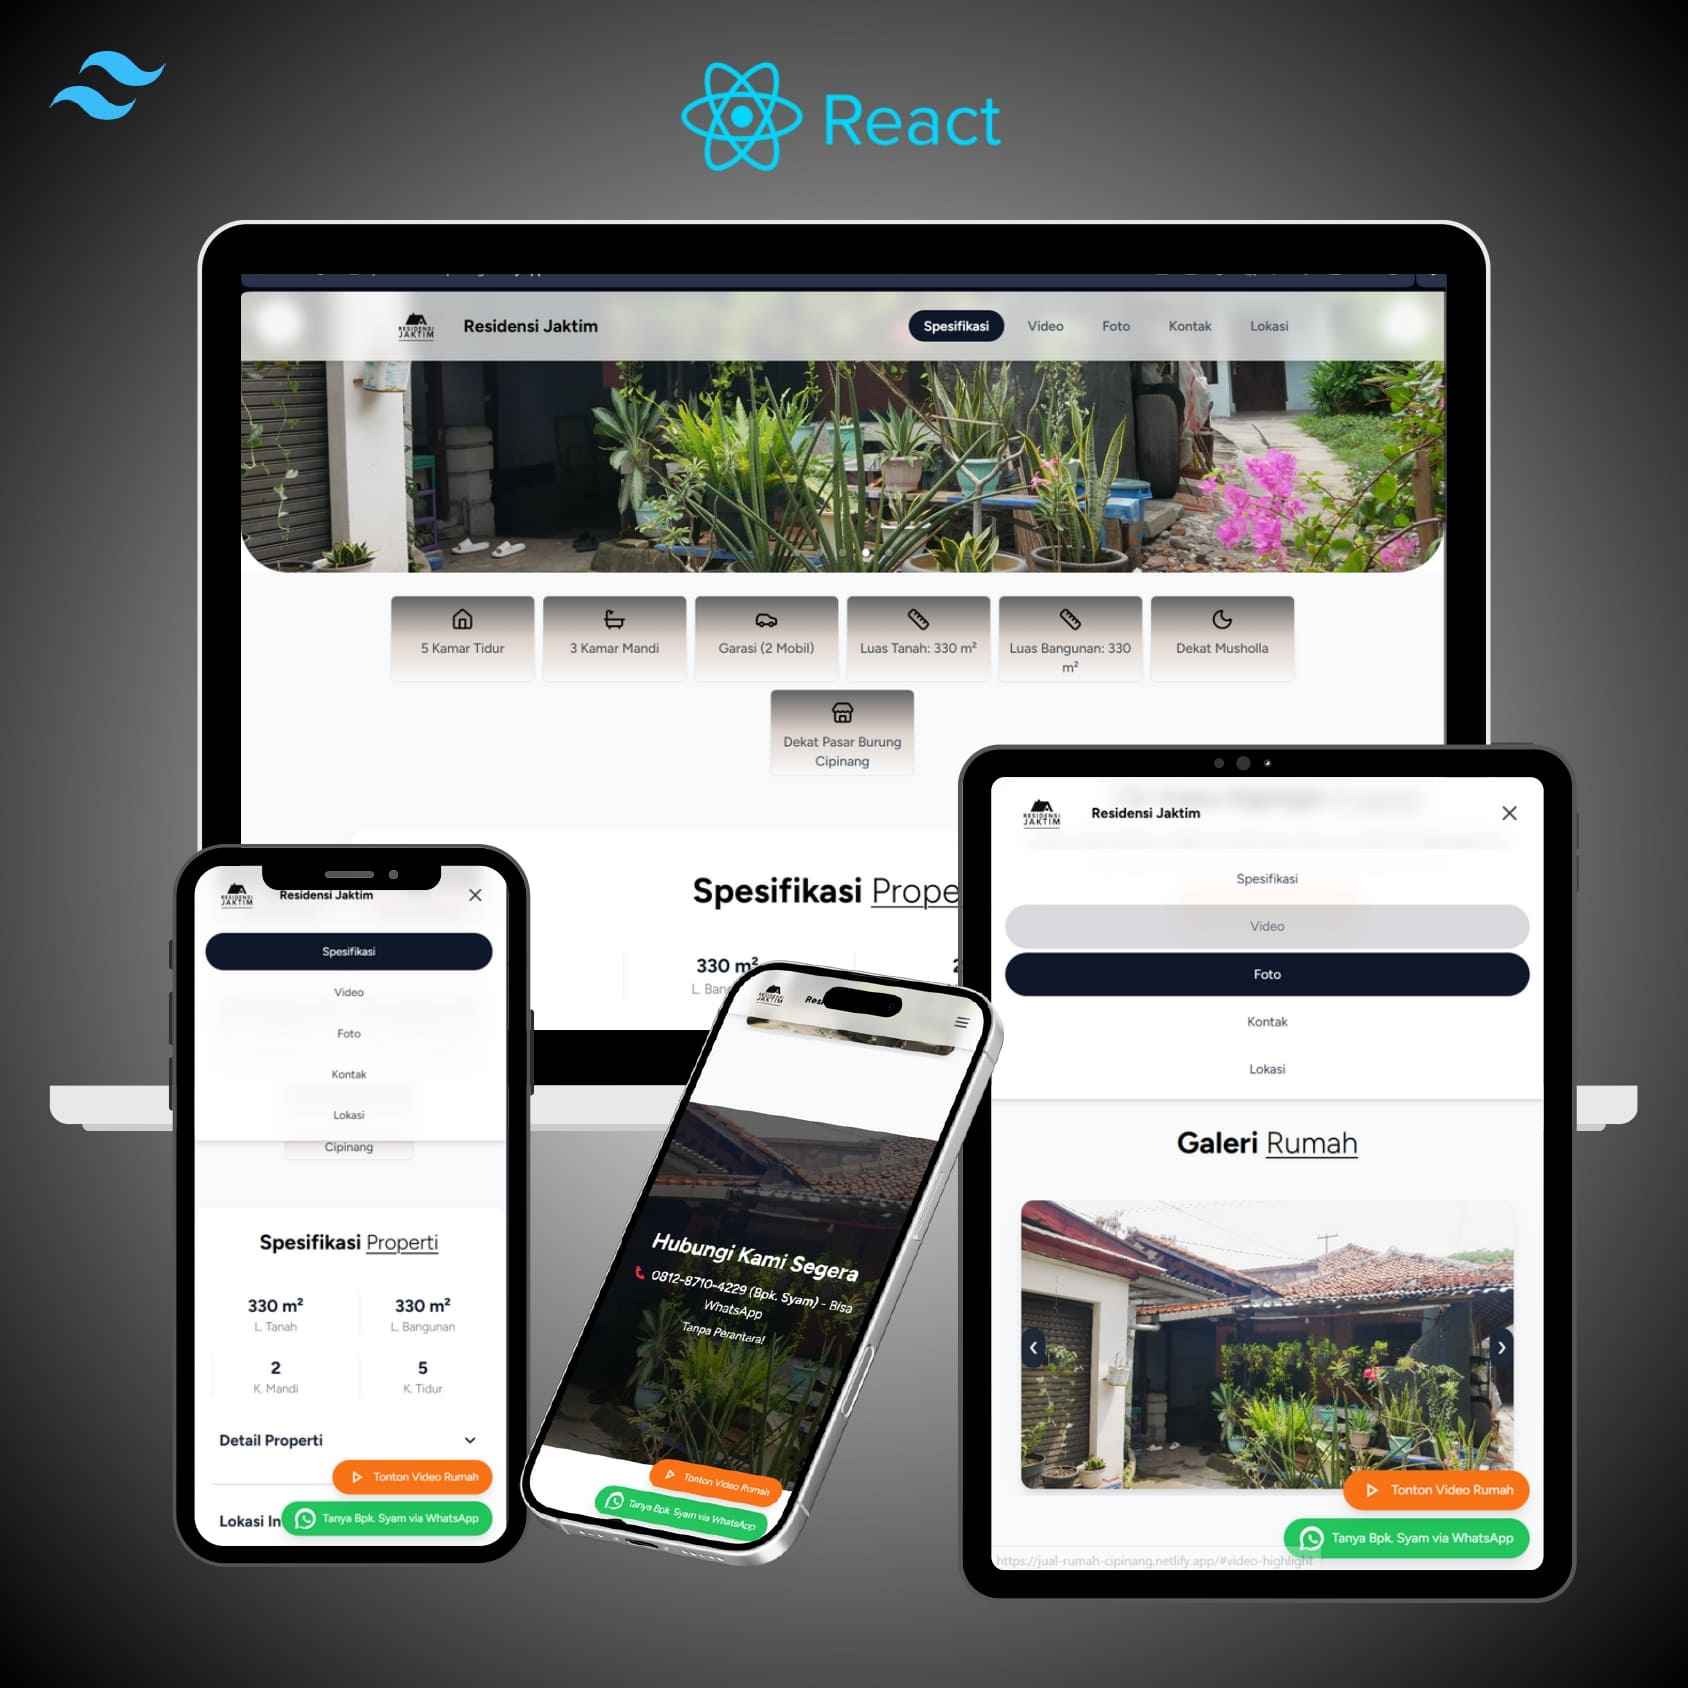 React
RESIDENSI
JAKTIM
Residensi Jaktim
Spesifikasi
Video
Foto
Kontak
Lokasi
5 Kamar Tidur
3 Kamar Mandi
Garasi (2 Mobil)
Luas Tanah: 330 m²
Luas Bangunan: 330
m²
Dekat Musholla
Dekat Pasar Burung
Cipinang
Spesifikasi Prope
330 m²
L. Bang
RESIDENSI
JAKTIM
Residensi Jaktim
Spesifikasi
Video
Foto
Kontak
Lokasi
Cipinang
Spesifikasi Properti
330 m²
L. Tanah
330 m²
L. Bangunan
2
K. Mandi
5
K. Tidur
Detail Properti
Tonton Video Rumah
Lokasi In
Tanya Bpk. Syam via WhatsApp
RESIDENSI
JAKTIM
Resi
Hubungi Kami Segera
0812-8710-4229 (Bpk. Syam) - Bisa
WhatsApp
Tanpa Perantara!
Tonton Video Rumah
Tanya Bpk. Syam via WhatsApp
RESIDENSI
JAKTIM
Residensi Jaktim
Spesifikasi
Video
Foto
Kontak
Lokasi
Galeri Rumah
Tonton Video Rumah
Tanya Bpk. Syam via WhatsApp
https://jual-rumah-cipinang.netlify.app/#video-highlight